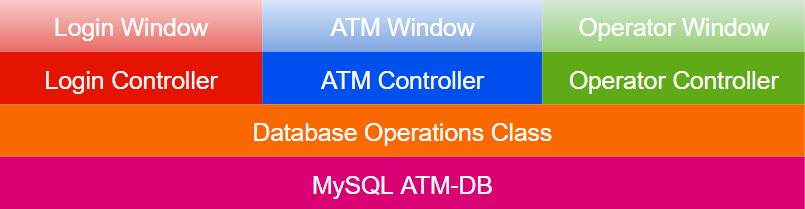 Login Window
ATM Window
Operator Window
Login Controller
ATM Controller
Operator Controller
Database Operations Class
MySQL ATM-DB